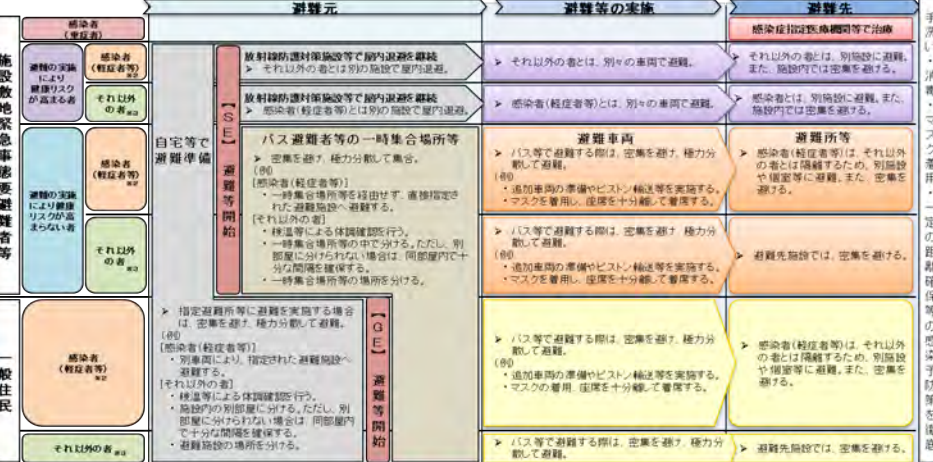 避難元
避難等の実施
避難先
感染者
(重症者)
感染症指定医療機関等で治療
施設敷地緊急事態要避難者等
避難の実施
により
健康リスク
が高まる者
感染者
(軽症者等)
※2
それ以外
の者 ※3
避難の実施
により健康
リスクが高
まらない者
感染者
(軽症者等)
※2
それ以外
の者
※3
自宅等で
避難準備
【SE】避難等開始
放射線防護対策施設等で屋内退避を継続
➢ それ以外の者とは別の施設で屋内退避。
➢ それ以外の者とは、別々の車両で避難。
➢ それ以外の者とは、別施設に避難。
また、施設内では密集を避ける。
放射線防護対策施設等で屋内退避を継続
➢ 感染者(軽症者等)とは別の施設で屋内退避。
➢ 感染者(軽症者等)とは、別々の車両で避難。
➢ 感染者とは、別施設に避難。また、
施設内では密集を避ける。
バス避難者等の一時集合場所等
➢ 密集を避け、極力分散して集合。
(例)
[感染者(軽症者等)]
・一時集合場所等を経由せず、直接指定さ
れた避難施設へ避難する。
[それ以外の者]
・検温等による体調確認を行う。
・一時集合場所等の中で分ける。ただし、別
部屋に分けられない場合は、同部屋内で十
分な間隔を確保する。
・一時集合場所等の場所を分ける。
避難車両
➢ バス等で避難する際は、密集を避け、極力分
散して避難。
(例)
・追加車両の準備やピストン輸送等を実施する。
・マスクを着用し、座席を十分離して着席する。
避難所等
➢ 感染者(軽症者等)は、それ以外
の者とは隔離するため、別施設
や個室等に避難。また、密集を
避ける。
➢ バス等で避難する際は、密集を避け、極力分
散して避難。
(例)
・追加車両の準備やピストン輸送等を実施する。
・マスクを着用し、座席を十分離して着席する。
➢ 避難先施設では、密集を避ける。
一般住民
感染者
(軽症者等)
※2
それ以外の者 ※3
➢ 指定避難所等に避難を実施する場合
は、密集を避け、極力分散して避難。
(例)
[感染者(軽症者等)]
・別車両により、指定された避難施設へ
避難する。
[それ以外の者]
・検温等による体調確認を行う。
・施設内の別部屋に分ける。ただし、別
部屋に分けられない場合は、同部屋内
で十分な間隔を確保する。
・避難施設の場所を分ける。
【GE】避難等開始
➢ バス等で避難する際は、密集を避け、極力分
散して避難。
(例)
・追加車両の準備やピストン輸送等を実施する。
・マスクの着用、座席を十分離して着席する。
➢ 感染者(軽症者等)は、それ以外
の者とは隔離するため、別施設
や個室等に避難。また、密集を
避ける。
➢ バス等で避難する際は、密集を避け、極力分
散して避難。
➢ 避難先施設では、密集を避ける。
手洗い・消毒・マスク着用・一定の距離確保等の感染予防策を徹底